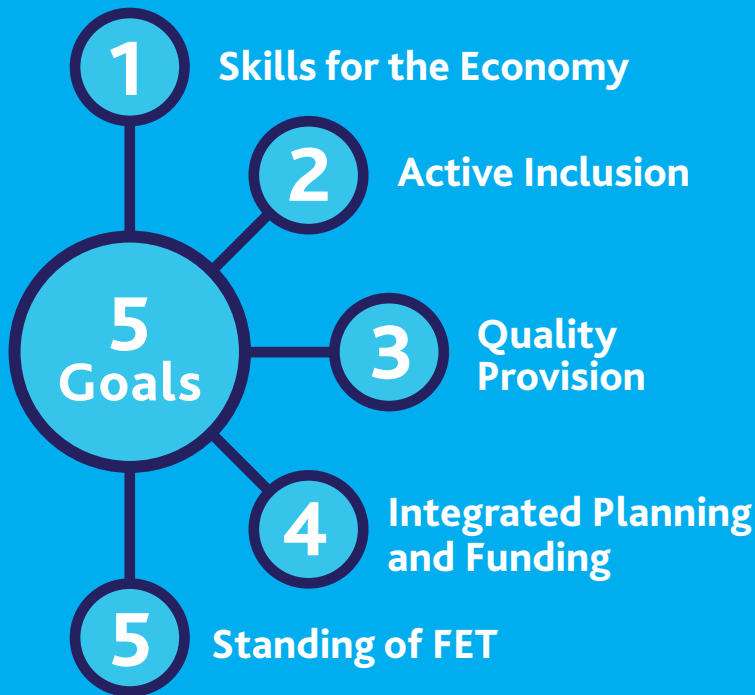 1
Skills for the Economy
2
Active Inclusion
5
Goals
3
Quality
Provision
4
Integrated Planning
and Funding
5
Standing of FET